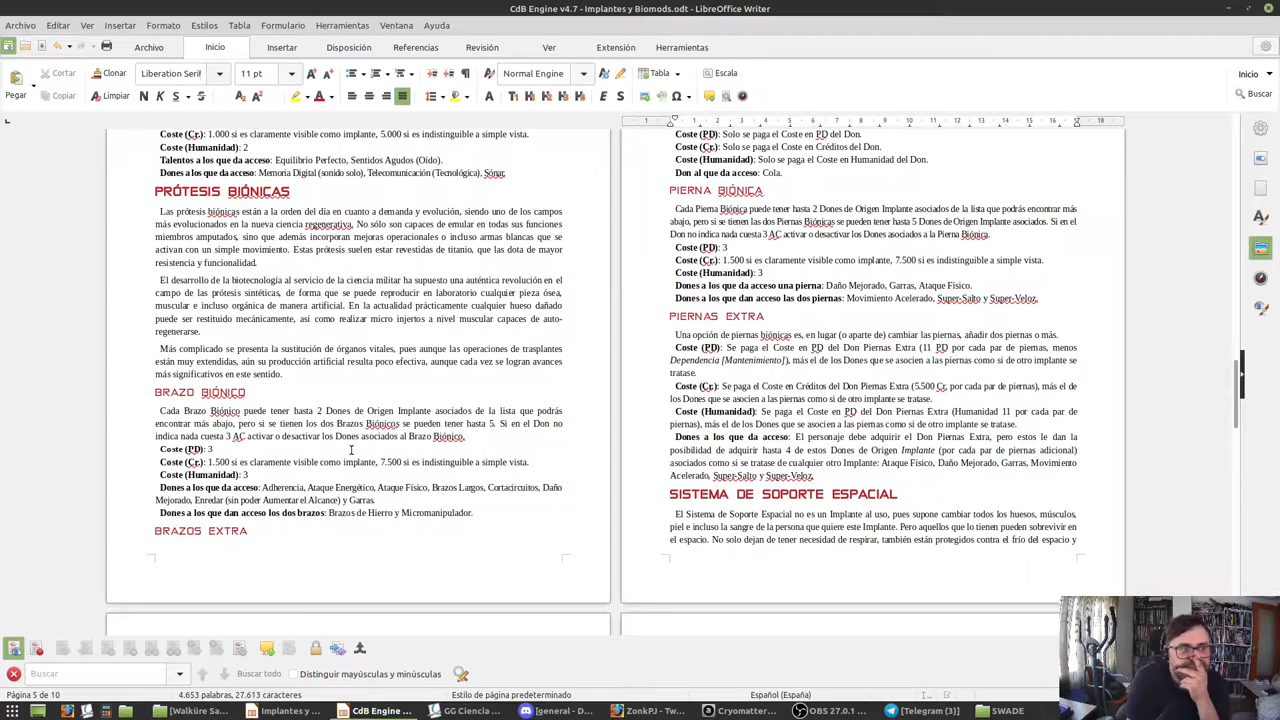 CdB Engine v4.7 - Implantes y Biomods.odt - LibreOffice Writer
Archivo Editar Ver Insertar Formato Estilos Tabla Formulario Herramientas Ventana Ayuda
Archivo Inicio Insertar Disposición Referencias Revisión Ver Extensión Herramientas
Pegar Cortar Copiar Clonar Limpiar Liberation Serif 11 pt Normal Engine Tabla Escala Inicio Buscar
Coste (Cr.): 1.000 si es claramente visible como implante, 5.000 si es indistinguible a simple vista.
Coste (Humanidad): 2
Talentos a los que da acceso: Equilibrio Perfecto, Sentidos Agudos (Oído).
Dones a los que da acceso: Memoria Digital (sonido solo), Telecomunicación (Tecnológica), Sónar.
PRÓTESIS BIÓNICAS
Las prótesis biónicas están a la orden del día en cuanto a demanda y evolución, siendo uno de los campos
más evolucionados en la nueva ciencia regenerativa. No sólo son capaces de emular en todas sus funciones
miembros amputados, sino que además incorporan mejoras operacionales o incluso armas blancas que se
activan con un simple movimiento. Estas prótesis suelen estar revestidas de titanio, que las dota de mayor
resistencia y funcionalidad.
El desarrollo de la biotecnología al servicio de la ciencia militar ha supuesto una auténtica revolución en el
campo de las prótesis sintéticas, de forma que se puede reproducir en laboratorio cualquier pieza ósea,
muscular e incluso orgánica de manera artificial. En la actualidad prácticamente cualquier hueso dañado
puede ser restituido mecánicamente, así como realizar micro injertos a nivel muscular capaces de auto-
regenerarse.
Más complicado se presenta la sustitución de órganos vitales, pues aunque las operaciones de trasplantes
están muy extendidas, aún su producción artificial resulta poco efectiva, aunque cada vez se logran avances
más significativos en este sentido.
BRAZO BIÓNICO
Cada Brazo Biónico puede tener hasta 2 Dones de Origen Implante asociados de la lista que podrás
encontrar más abajo, pero si se tienen los dos Brazos Biónicos se pueden tener hasta 5. Si en el Don no
indica nada cuesta 3 AC activar o desactivar los Dones asociados al Brazo Biónico.
Coste (PD): 3
Coste (Cr.): 1.500 si es claramente visible como implante, 7.500 si es indistinguible a simple vista.
Coste (Humanidad): 3
Dones a los que da acceso: Adherencia, Ataque Energético, Ataque Físico, Brazos Largos, Cortacircuitos, Daño
Mejorado, Enredar (sin poder Aumentar el Alcance) y Garras.
Dones a los que dan acceso los dos brazos: Brazos de Hierro y Micromanipulador.
BRAZOS EXTRA
Coste (PD): Solo se paga el Coste en PD del Don.
Coste (Cr.): Solo se paga el Coste en Créditos del Don.
Coste (Humanidad): Solo se paga el Coste en Humanidad del Don.
Don al que da acceso: Cola.
PIERNA BIÓNICA
Cada Pierna Biónica puede tener hasta 2 Dones de Origen Implante asociados de la lista que podrás encontrar más
abajo, pero si se tienen las dos Piernas Biónicas se pueden tener hasta 5 Dones de Origen Implante asociados. Si en el
Don no indica nada cuesta 3 AC activar o desactivar los Dones asociados a la Pierna Biónica.
Coste (PD): 3
Coste (Cr.): 1.500 si es claramente visible como implante, 7.500 si es indistinguible a simple vista.
Coste (Humanidad): 3
Dones a los que da acceso una pierna: Daño Mejorado, Garras, Ataque Físico.
Dones a los que dan acceso las dos piernas: Movimiento Acelerado, Super-Salto y Super-Veloz.
PIERNAS EXTRA
Una opción de piernas biónicas es, en lugar (o aparte de) cambiar las piernas, añadir dos piernas o más.
Coste (PD): Se paga el Coste en PD del Don Piernas Extra (11 PD por cada par de piernas, menos
Dependencia [Mantenimiento]), más el de los Dones que se asocien a las piernas como si de otro implante se
tratase.
Coste (Cr.): Se paga el Coste en Créditos del Don Piernas Extra (5.500 Cr. por cada par de piernas), más el de
los Dones que se asocien a las piernas como si de otro implante se tratase.
Coste (Humanidad): Se paga el Coste en PD del Don Piernas Extra (Humanidad 11 por cada par de
piernas), más el de los Dones que se asocien a las piernas como si de otro implante se tratase.
Dones a los que da acceso: El personaje debe adquirir el Don Piernas Extra, pero estos le dan la
posibilidad de adquirir hasta 4 de estos Dones de Origen Implante (por cada par de piernas adicional)
asociados como si se tratase de cualquier otro Implante: Ataque Físico, Daño Mejorado, Garras, Movimiento
Acelerado, Super-Salto y Super-Veloz.
SISTEMA DE SOPORTE ESPACIAL
El Sistema de Soporte Espacial no es un Implante al uso, pues supone cambiar todos los huesos, músculos,
piel e incluso la sangre de la persona que quiere este Implante. Pero aquellos que lo tienen pueden sobrevivir en
el espacio. No solo dejan de tener necesidad de respirar, también están protegidos contra el frío del espacio y
Buscar Buscar todo Distinguir mayúsculas y minúsculas
Página 5 de 10 4.653 palabras, 27.613 caracteres Estilo de página predeterminado Español (España)
[Walküre Sa... Implantes y ... CdB Engine ... GG Ciencia ... [general - D... ZonkPJ - Tw... Cryomatter... OBS 27.0.1 ... [Telegram (3)] SWADE